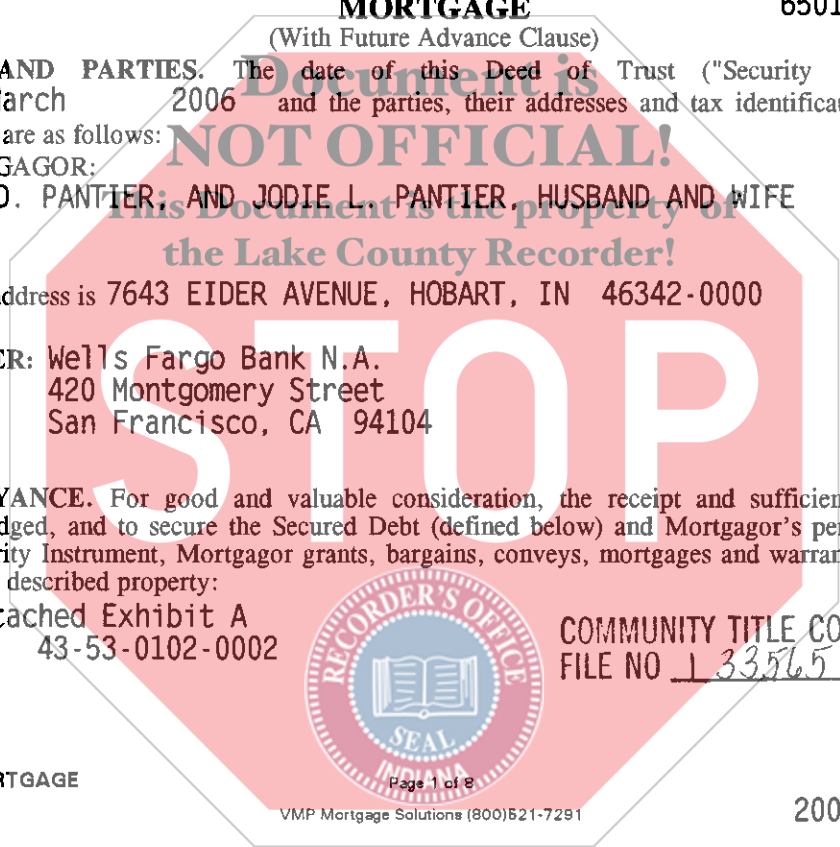 MORTGAGE 6501
(With Future Advance Clause)
AND PARTIES. The date of this Deed of Trust ("Security
March 2006 and the parties, their addresses and tax identifica
are as follows:
GAGOR:
D. PANTIER, AND JODIE L. PANTIER, HUSBAND AND WIFE
Document is
NOT OFFICIAL!
This Document is the property of
the Lake County Recorder!
ddress is 7643 EIDER AVENUE, HOBART, IN 46342-0000
STOP
ER: Wells Fargo Bank N.A.
420 Montgomery Street
San Francisco, CA 94104
YANCE. For good and valuable consideration, the receipt and sufficien
dged, and to secure the Secured Debt (defined below) and Mortgagor's per
rity Instrument, Mortgagor grants, bargains, conveys, mortgages and warran
described property:
tached Exhibit A
43-53-0102-0002
COMMUNITY TITLE CO
FILE NO L 33565
RECORDER'S OFFICE
SEAL
INDIANA
RTGAGE
Page 1 of 8
VMP Mortgage Solutions (800)521-7291
200